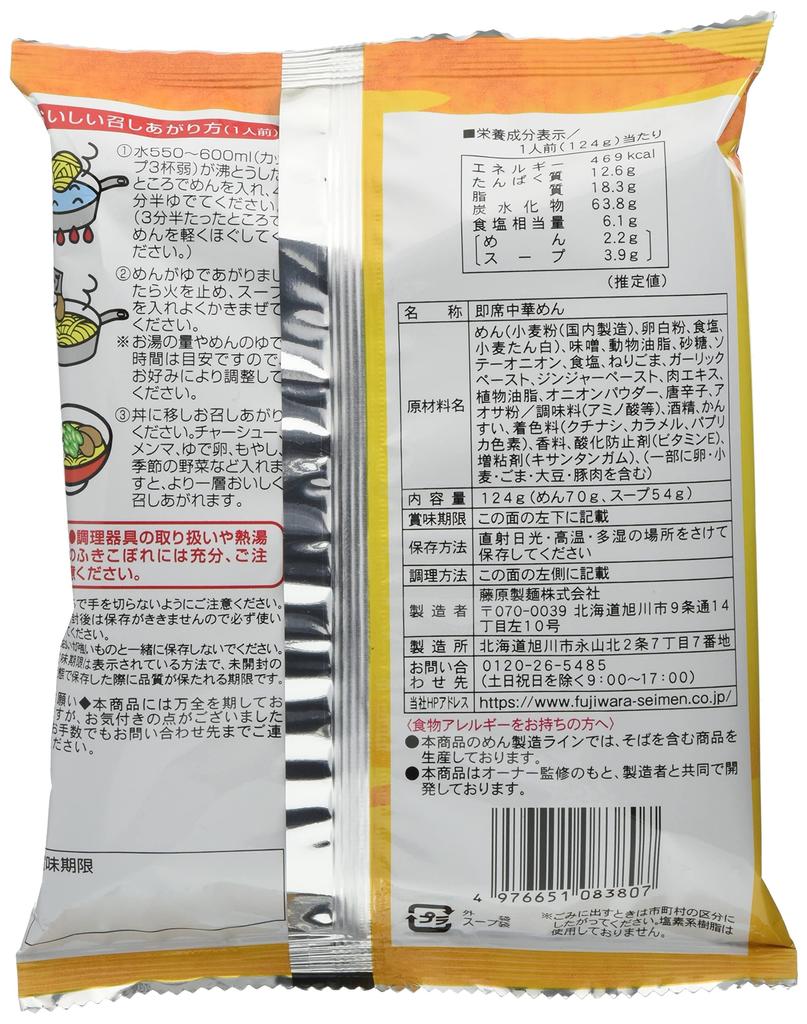 いしい召しあがり方(1人前)
①水550~600ml(カッ
プ3杯弱)が沸とうした
ところでめんを入れ、4
分半ゆでてください。
(3分半たったところで
めんを軽くほぐしてく
ださい。)
②めんがゆであがりまし
たら火を止め、スープ
を入れよくかきまぜて
ください。
※お湯の量やめんのゆで
時間は目安ですので
お好みにより調整して
ください。
③丼に移しお召しあがり
ください。チャーシュー、
メンマ、ゆで卵、もやし、
季節の野菜など入れま
すと、より一層おいしく
召しあがれます。
●調理器具の取り扱いや熱湯
のふきこぼれには充分、ご注
意ください。
で手を切らないようにご注意ください。
封後は保存がききませんので必ず使い
てください。
いが強いものと一緒に保存しないでください。
味期限は表示されている方法で、未開封の
態で保存した際に品質が保たれる期限です。
願い◆本商品には万全を期してお
すが、お気付きの点がございました
お手数でもお問い合わせ先までご連
ださい。
味期限
■栄養成分表示/
1人前(124g)当たり
エネルギー 469kcal
たんぱく質 12.6g
脂質 18.3g
炭水化物 63.8g
食塩相当量 6.1g
めん 2.2g
スープ 3.9g
(推定値)
名称 即席中華めん
原材料名 めん(小麦粉(国内製造)、卵白粉、食塩、
小麦たん白)、味噌、動物油脂、砂糖、ソ
テーオニオン、食塩、ねりごま、ガーリック
ペースト、ジンジャーペースト、肉エキス、
植物油脂、オニオンパウダー、唐辛子、ア
オサ粉/調味料(アミノ酸等)、酒精、かん
すい、着色料(クチナシ、カラメル、パプリ
カ色素)、香料、酸化防止剤(ビタミンE)、
増粘剤(キサンタンガム)、(一部に卵・小
麦・ごま・大豆・豚肉を含む)
内容量 124g(めん70g、スープ54g)
賞味期限 この面の左下に記載
保存方法 直射日光・高温・多湿の場所をさけて
保存してください
調理方法 この面の左側に記載
製造者 藤原製麺株式会社
〒070-0039 北海道旭川市9条通14
丁目左10号
製造所 北海道旭川市永山北2条7丁目7番地
お問い合わせ先 0120-26-5485
(土日祝日を除く9:00~17:00)
当社HPアドレス https://www.fujiwara-seimen.co.jp/
〈食物アレルギーをお持ちの方へ〉
●本商品のめん製造ラインでは、そばを含む商品を
生産しております。
●本商品はオーナー監修のもと、製造者と共同で開
発しております。
4 976651 083807
プラ
外袋
スープ袋
※ごみに出すときは市町村の区分に
したがってください。塩素系樹脂は
使用しておりません。